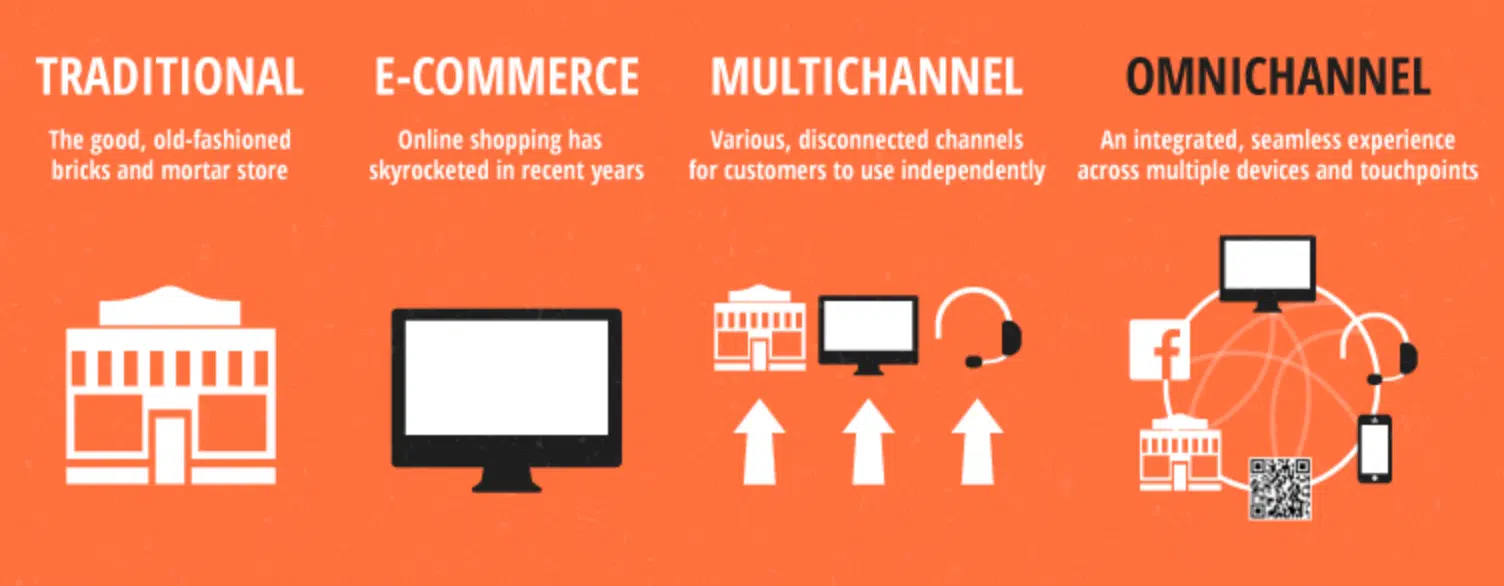 TRADITIONAL
The good, old-fashioned
bricks and mortar store
E-COMMERCE
Online shopping has
skyrocketed in recent years
MULTICHANNEL
Various, disconnected channels
for customers to use independently
OMNICHANNEL
An integrated, seamless experience
across multiple devices and touchpoints